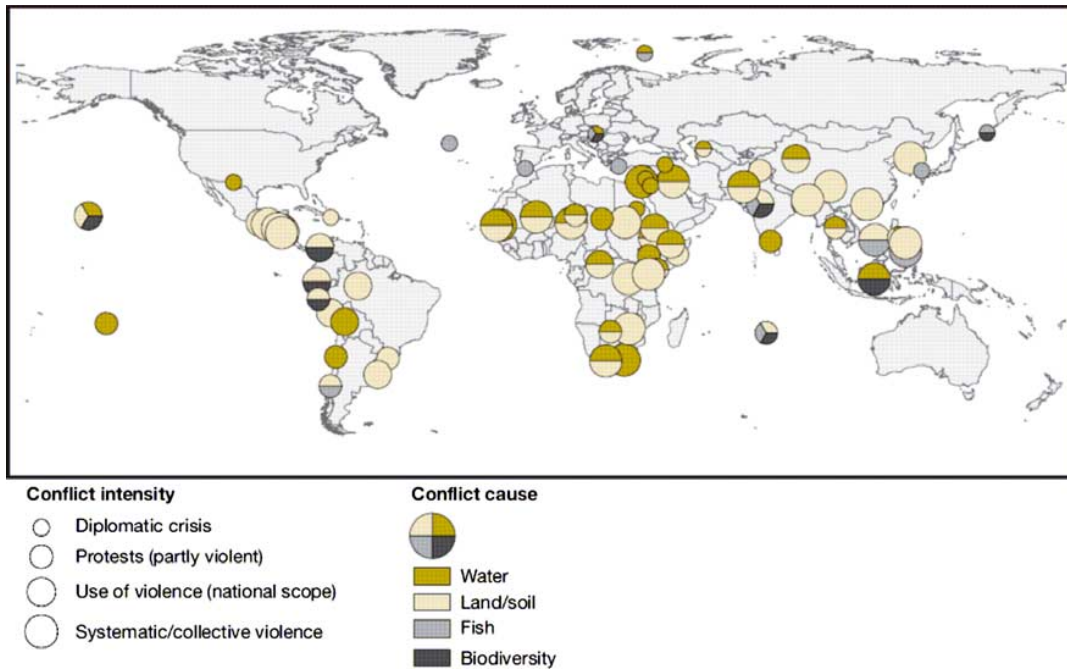 Conflict intensity
Diplomatic crisis
Protests (partly violent)
Use of violence (national scope)
Systematic/collective violence
Conflict cause
Water
Land/soil
Fish
Biodiversity